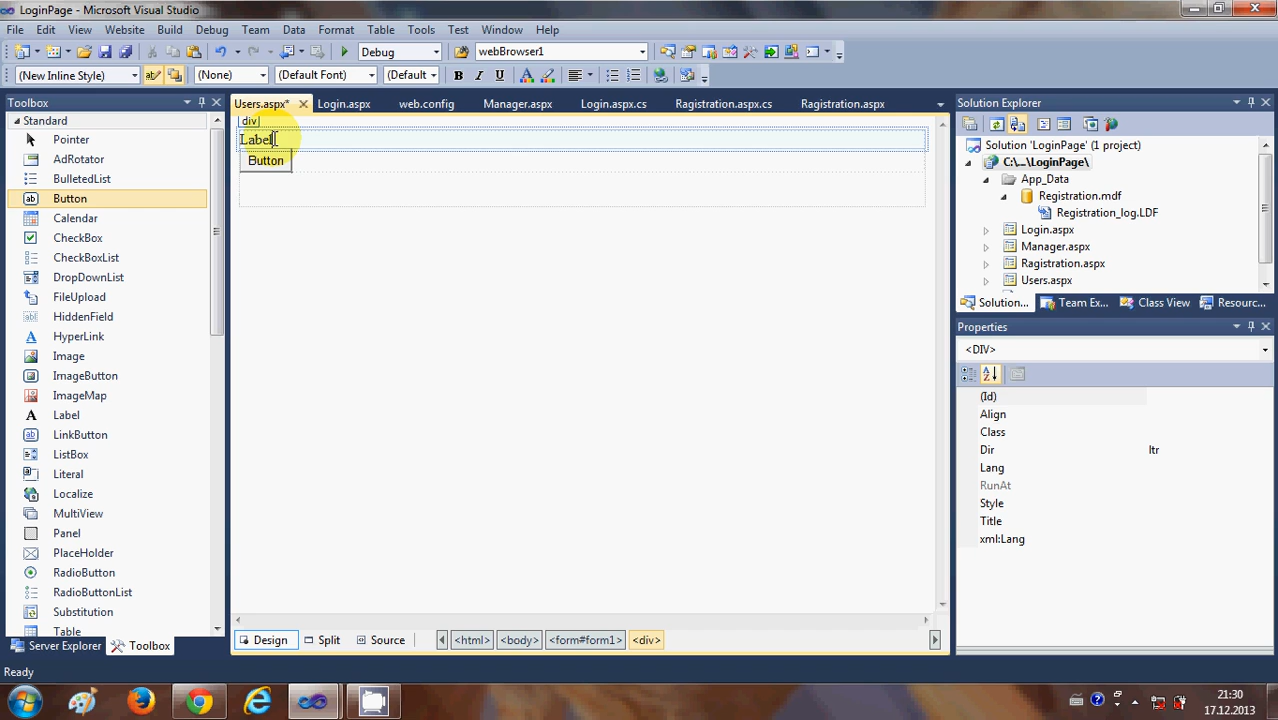 LoginPage - Microsoft Visual Studio
File Edit View Website Build Debug Team Data Format Table Tools Test Window Help
Debug webBrowser1
(New Inline Style) (None) (Default Font) (Default B I U A
Toolbox
Users.aspx* Login.aspx web.config Manager.aspx Login.aspx.cs Ragistration.aspx.cs Ragistration.aspx
Solution Explorer
Standard
Pointer
AdRotator
BulletedList
Button
Calendar
CheckBox
CheckBoxList
DropDownList
FileUpload
HiddenField
HyperLink
Image
ImageButton
ImageMap
Label
LinkButton
ListBox
Literal
Localize
MultiView
Panel
PlaceHolder
RadioButton
RadioButtonList
Substitution
Table
Server Explorer Toolbox
div
Label
Button
Design Split Source <html> <body> <form#form1> <div>
Solution 'LoginPage' (1 project)
C:\...\LoginPage\
App_Data
Registration.mdf
Registration_log.LDF
Login.aspx
Manager.aspx
Ragistration.aspx
Users.aspx
Solution... Team Ex... Class View Resourc...
Properties
<DIV>
(Id)
Align
Class
Dir ltr
Lang
RunAt
Style
Title
xml:Lang
Ready
21:30
17.12.2013